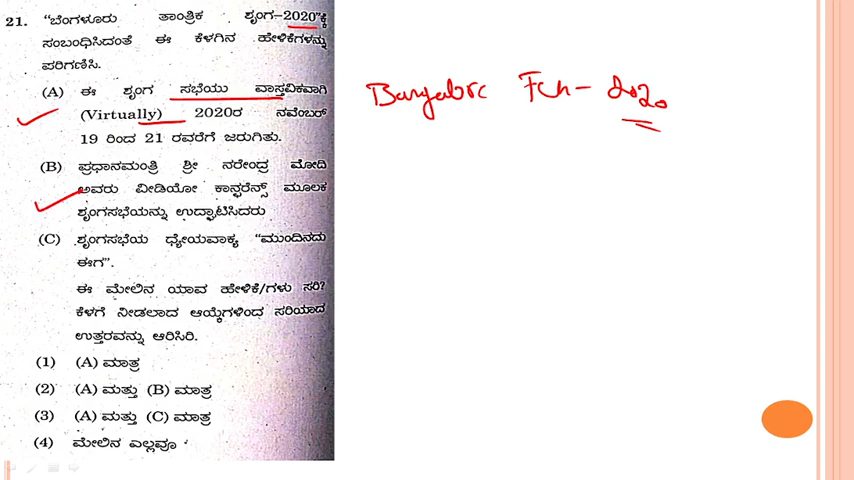 21. "ಬೆಂಗಳೂರು ತಾಂತ್ರಿಕ ಶೃಂಗ-2020"ಕ್ಕೆ
ಸಂಬಂಧಿಸಿದಂತೆ ಈ ಕೆಳಗಿನ ಹೇಳಿಕೆಗಳನ್ನು
ಪರಿಗಣಿಸಿ.
(A) ಈ ಶೃಂಗ ಸಭೆಯು ವಾಸ್ತವಿಕವಾಗಿ
(Virtually) 2020ರ ನವೆಂಬರ್
19 ರಿಂದ 21 ರವರೆಗೆ ಜರುಗಿತು.
(B) ಪ್ರಧಾನಮಂತ್ರಿ ಶ್ರೀ ನರೇಂದ್ರ ಮೋದಿ
ಅವರು ವೀಡಿಯೋ ಕಾನ್ಫರೆನ್ಸ್ ಮೂಲಕ
ಶೃಂಗಸಭೆಯನ್ನು ಉದ್ಘಾಟಿಸಿದರು
(C) ಶೃಂಗಸಭೆಯ ಧ್ಯೇಯವಾಕ್ಯ "ಮುಂದಿನದು
ಈಗ".
ಈ ಮೇಲಿನ ಯಾವ ಹೇಳಿಕೆ/ಗಳು ಸರಿ?
ಕೆಳಗೆ ನೀಡಲಾದ ಆಯ್ಕೆಗಳಿಂದ ಸರಿಯಾದ
ಉತ್ತರವನ್ನು ಆರಿಸಿರಿ.
(1) (A) ಮಾತ್ರ
(2) (A) ಮತ್ತು (B) ಮಾತ್ರ
(3) (A) ಮತ್ತು (C) ಮಾತ್ರ
(4) ಮೇಲಿನ ಎಲ್ಲವೂ
2020